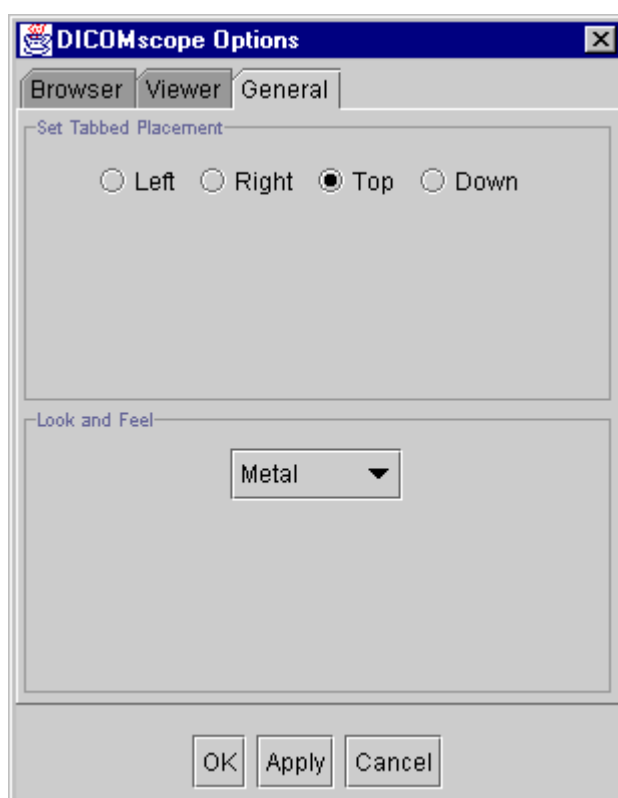 DICOMscope Options
Browser Viewer General
Set Tabbed Placement
Left Right Top Down
Look and Feel
Metal
OK Apply Cancel